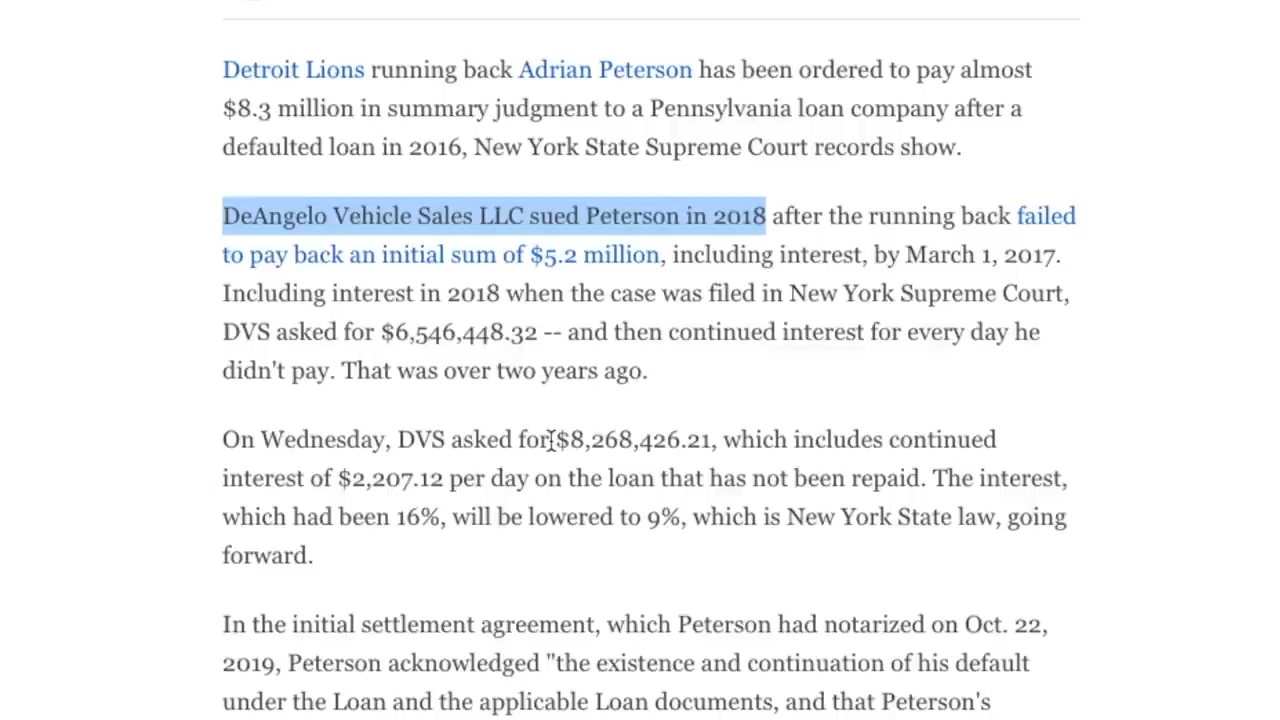 Detroit Lions running back Adrian Peterson has been ordered to pay almost
$8.3 million in summary judgment to a Pennsylvania loan company after a
defaulted loan in 2016, New York State Supreme Court records show.
DeAngelo Vehicle Sales LLC sued Peterson in 2018 after the running back failed
to pay back an initial sum of $5.2 million, including interest, by March 1, 2017.
Including interest in 2018 when the case was filed in New York Supreme Court,
DVS asked for $6,546,448.32 -- and then continued interest for every day he
didn't pay. That was over two years ago.
On Wednesday, DVS asked for $8,268,426.21, which includes continued
interest of $2,207.12 per day on the loan that has not been repaid. The interest,
which had been 16%, will be lowered to 9%, which is New York State law, going
forward.
In the initial settlement agreement, which Peterson had notarized on Oct. 22,
2019, Peterson acknowledged "the existence and continuation of his default
under the Loan and the applicable Loan documents, and that Peterson's